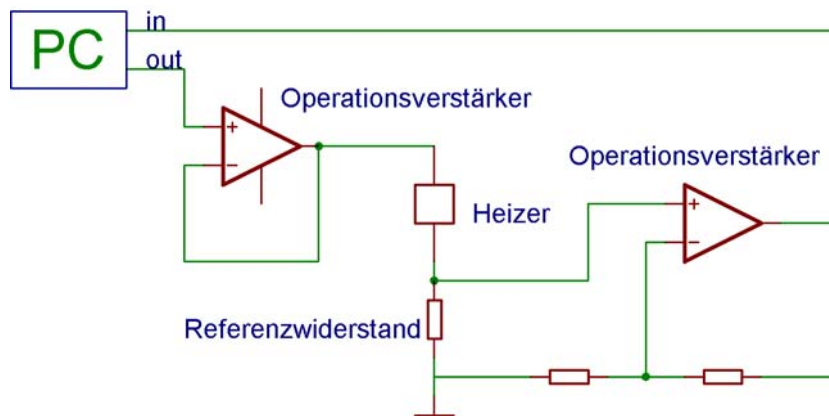 PC
in
out
Operationsverstärker
Operationsverstärker
Heizer
Referenzwiderstand